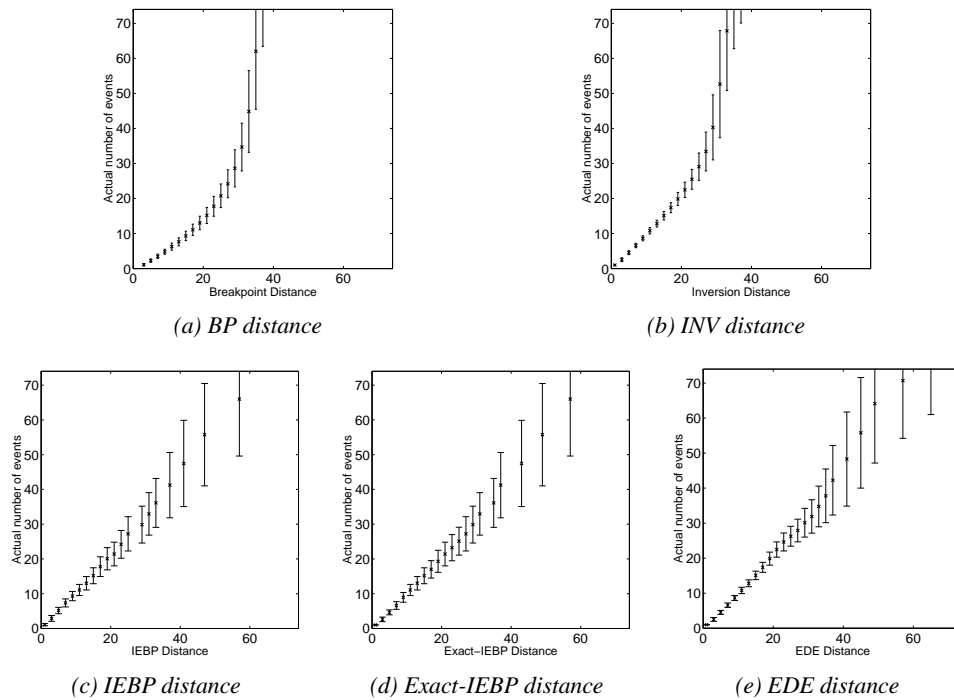 70
60
50
40
30
20
10
0
Actual number of events
0 20 40 60
Breakpoint Distance
(a) BP distance
70
60
50
40
30
20
10
0
Actual number of events
0 20 40 60
Inversion Distance
(b) INV distance
70
60
50
40
30
20
10
0
Actual number of events
0 20 40 60
IEBP Distance
(c) IEBP distance
70
60
50
40
30
20
10
0
Actual number of events
0 20 40 60
Exact−IEBP Distance
(d) Exact-IEBP distance
70
60
50
40
30
20
10
0
Actual number of events
0 20 40 60
EDE Distance
(e) EDE distance